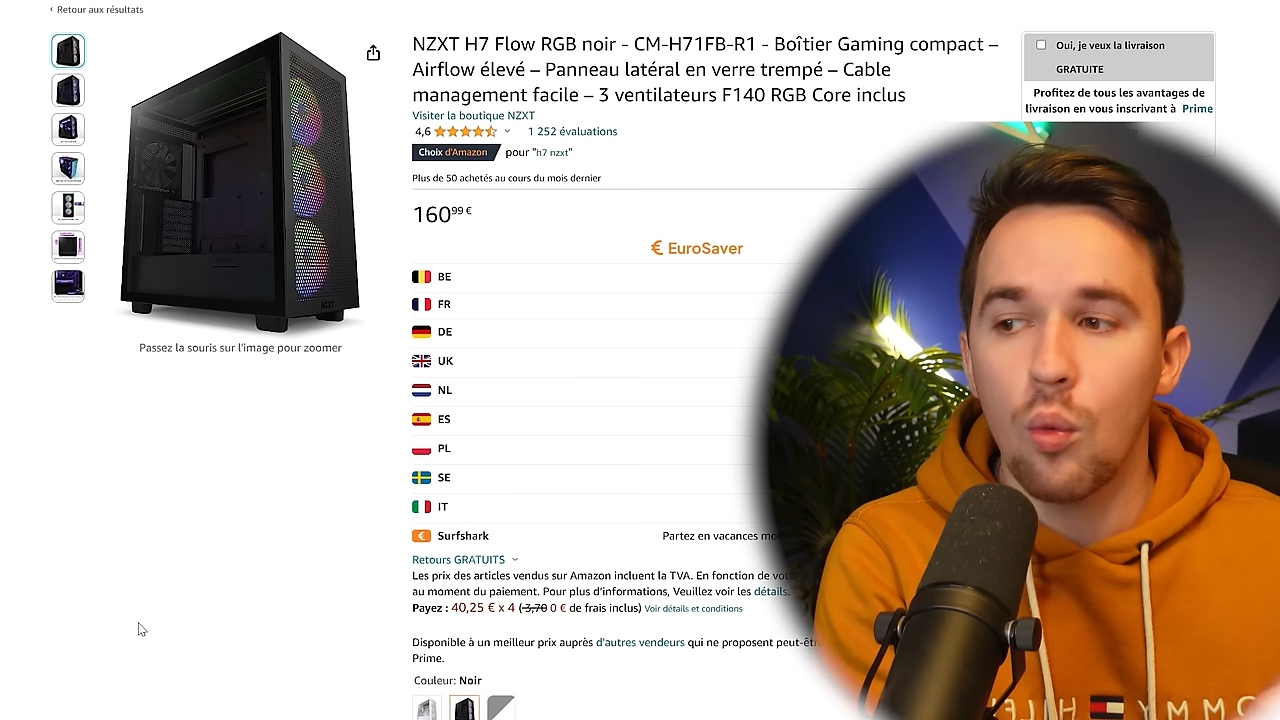 ‹ Retour aux résultats
NZXT H7 Flow RGB noir - CM-H71FB-R1 - Boîtier Gaming compact –
Airflow élevé – Panneau latéral en verre trempé – Cable
management facile – 3 ventilateurs F140 RGB Core inclus
Visiter la boutique NZXT
4,6 1 252 évaluations
Choix d'Amazon pour "h7 nzxt"
Plus de 50 achetés au cours du mois dernier
160,99 €
€ EuroSaver
BE
FR
DE
UK
NL
ES
PL
SE
IT
€ Surfshark Partez en vacances
Retours GRATUITS
Les prix des articles vendus sur Amazon incluent la TVA. En fonction de
au moment du paiement. Pour plus d'informations, Veuillez voir les détails.
Payez : 40,25 € x 4 (3,70 0 € de frais inclus) Voir détails et conditions
Disponible à un meilleur prix auprès d'autres vendeurs qui ne proposent
Prime.
Couleur: Noir
Passez la souris sur l'image pour zoomer
NZXT
Oui, je veux la livraison
GRATUITE
Profitez de tous les avantages de
livraison en vous inscrivant à Prime